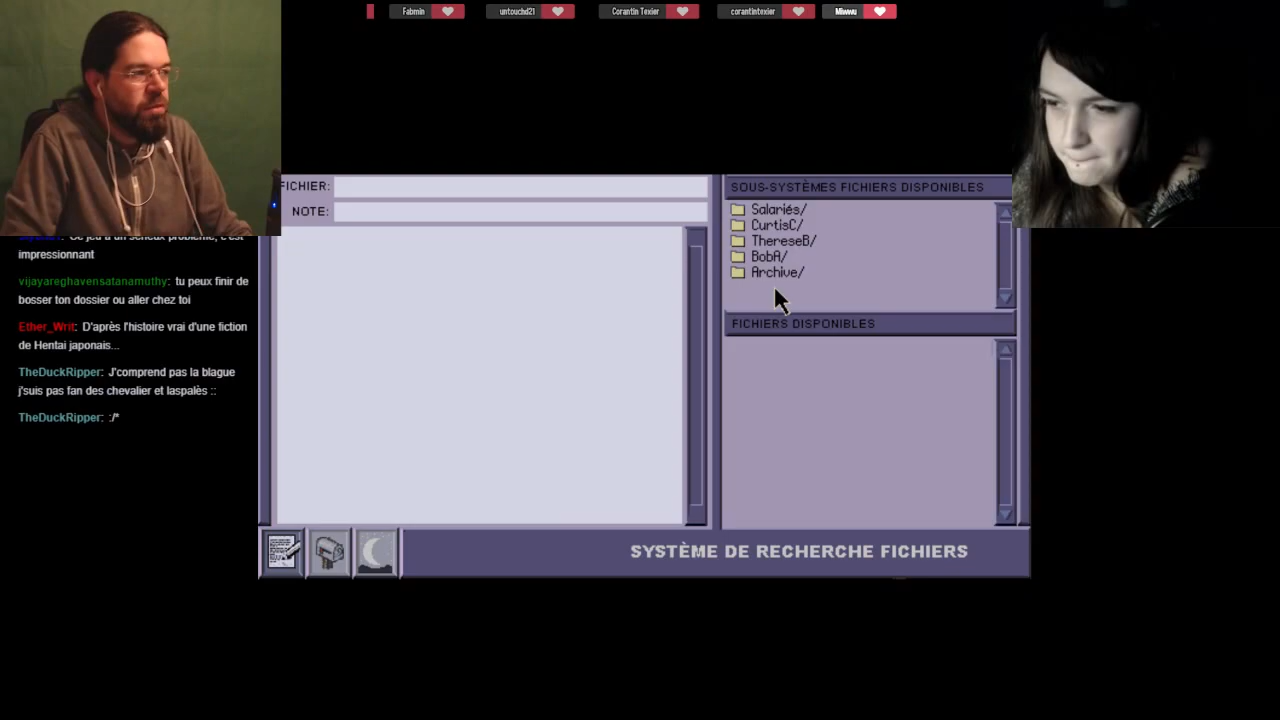 Fabmin
untouchd21
Corantin Texier
corantintexier
Miwwu
FICHIER:
NOTE:
SOUS-SYSTÈMES FICHIERS DISPONIBLES
Salariés/
CurtisC/
ThereseB/
BobA/
Archive/
FICHIERS DISPONIBLES
impressionnant
vijayareghavensatanamuthy: tu peux finir de
bosser ton dossier ou aller chez toi
Ether_Writ: D'après l'histoire vrai d'une fiction
de Hentai japonais...
TheDuckRipper: J'comprend pas la blague
j'suis pas fan des chevalier et laspalès ::
TheDuckRipper: :/*
SYSTÈME DE RECHERCHE FICHIERS